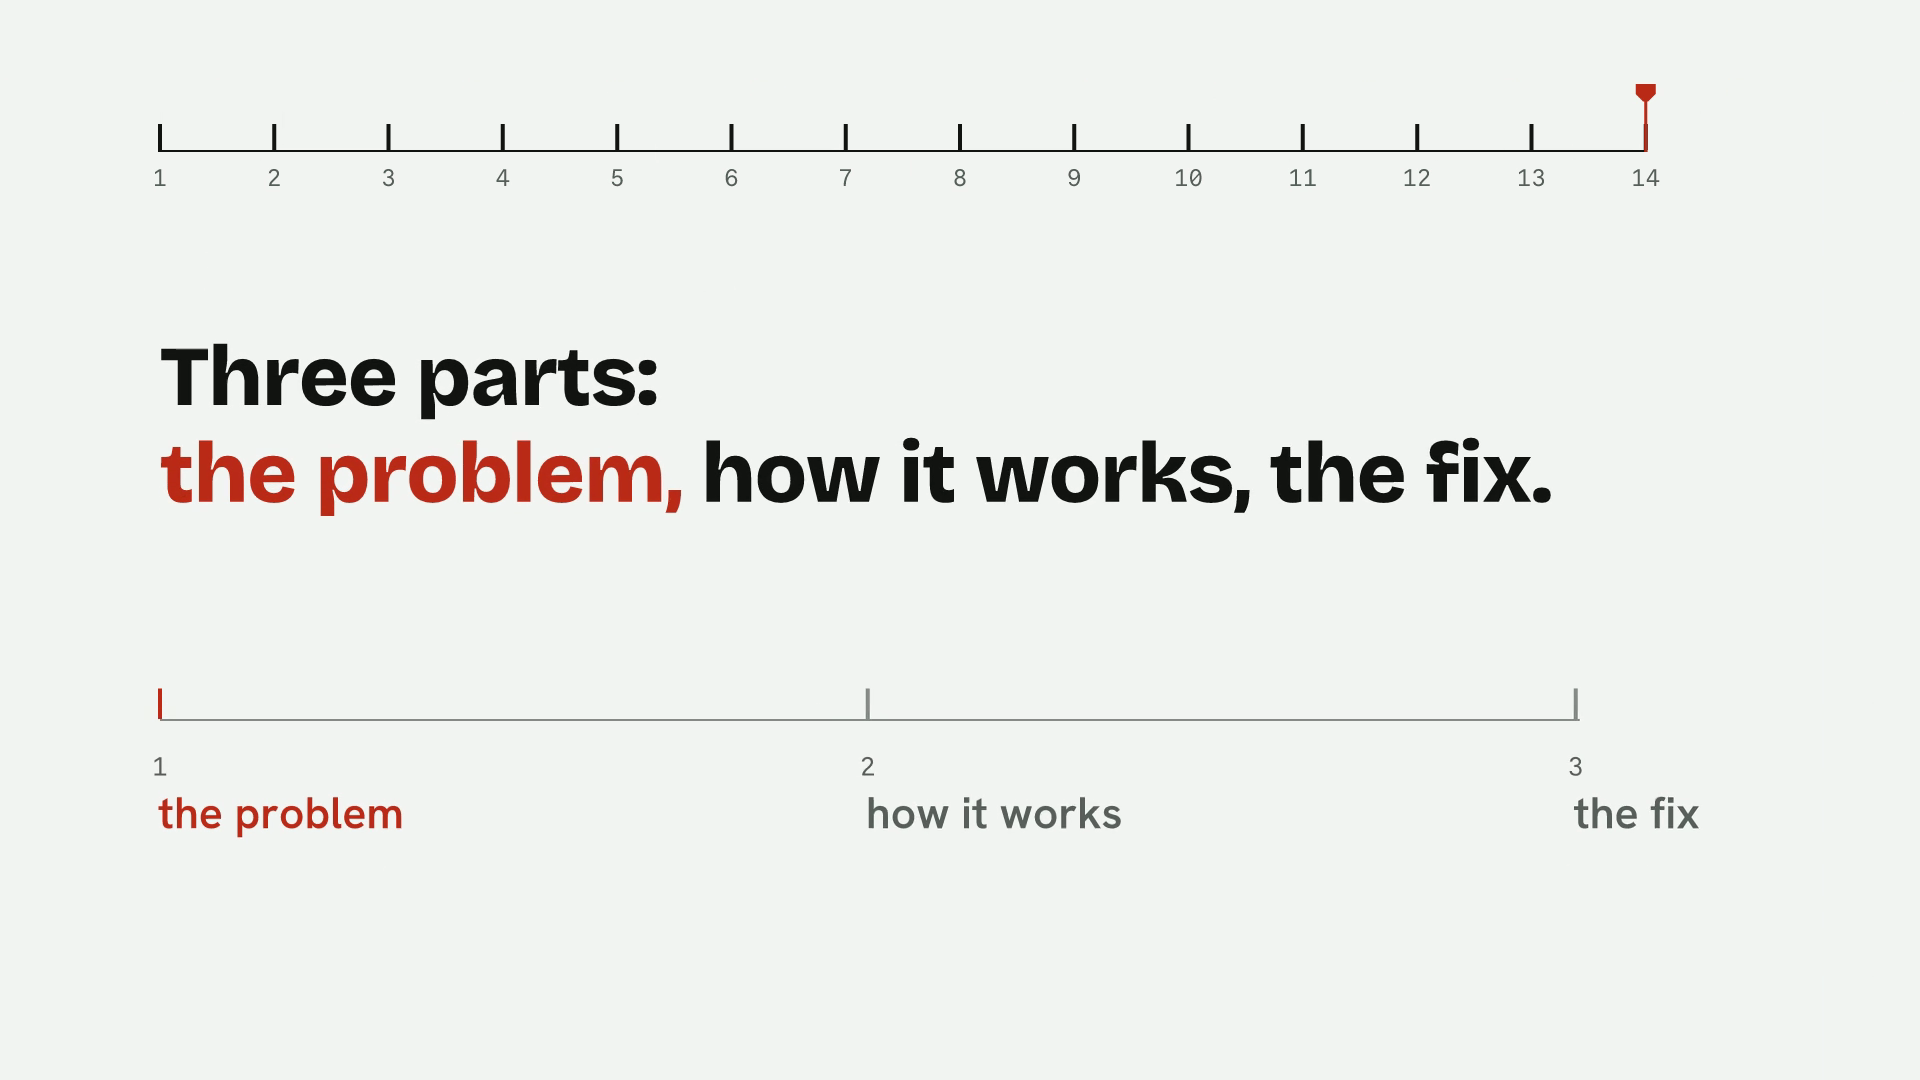 1 2 3 4 5 6 7 8 9 10 11 12 13 14
Three parts:
the problem, how it works, the fix.
1 2 3
the problem how it works the fix